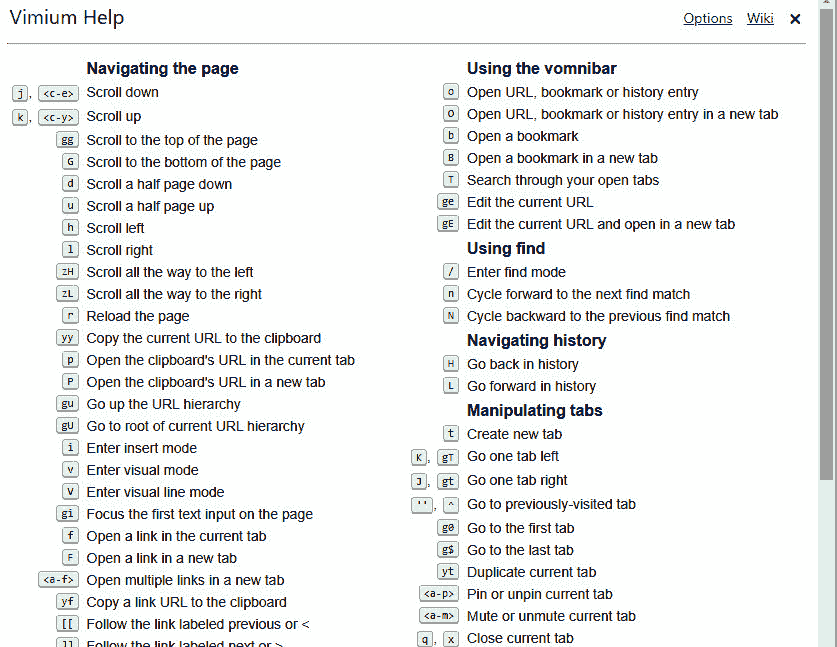 Vimium Help
Options Wiki ×
Navigating the page
j, <c-e> Scroll down
k, <c-y> Scroll up
gg Scroll to the top of the page
G Scroll to the bottom of the page
d Scroll a half page down
u Scroll a half page up
h Scroll left
l Scroll right
zH Scroll all the way to the left
zL Scroll all the way to the right
r Reload the page
yy Copy the current URL to the clipboard
p Open the clipboard's URL in the current tab
P Open the clipboard's URL in a new tab
gu Go up the URL hierarchy
gU Go to root of current URL hierarchy
i Enter insert mode
v Enter visual mode
V Enter visual line mode
gi Focus the first text input on the page
f Open a link in the current tab
F Open a link in a new tab
<a-f> Open multiple links in a new tab
yf Copy a link URL to the clipboard
[[ Follow the link labeled previous or <
]] Follow the link labeled next or >
Using the vomnibar
o Open URL, bookmark or history entry
O Open URL, bookmark or history entry in a new tab
b Open a bookmark
B Open a bookmark in a new tab
T Search through your open tabs
ge Edit the current URL
gE Edit the current URL and open in a new tab
Using find
/ Enter find mode
n Cycle forward to the next find match
N Cycle backward to the previous find match
Navigating history
H Go back in history
L Go forward in history
Manipulating tabs
t Create new tab
K, gT Go one tab left
J, gt Go one tab right
'', ^ Go to previously-visited tab
g0 Go to the first tab
g$ Go to the last tab
yt Duplicate current tab
<a-p> Pin or unpin current tab
<a-m> Mute or unmute current tab
q, x Close current tab